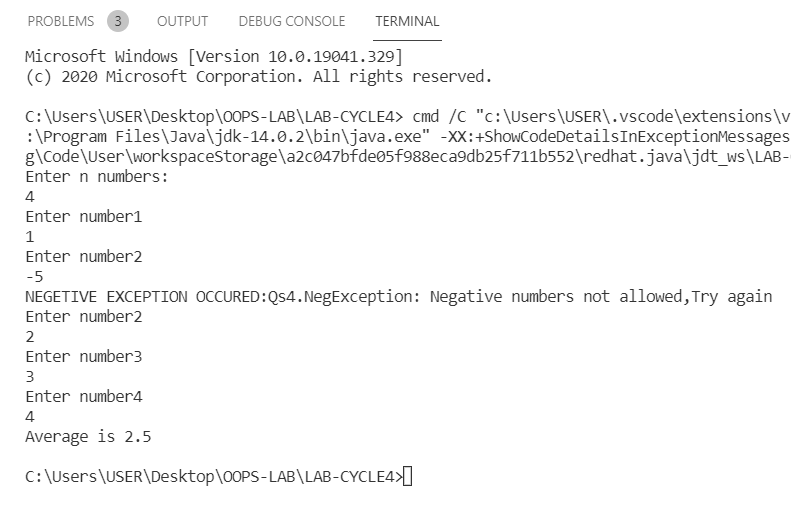 PROBLEMS 3 OUTPUT DEBUG CONSOLE TERMINAL
Microsoft Windows [Version 10.0.19041.329]
(c) 2020 Microsoft Corporation. All rights reserved.
C:\Users\USER\Desktop\OOPS-LAB\LAB-CYCLE4> cmd /C "c:\Users\USER\.vscode\extensions\v
:\Program Files\Java\jdk-14.0.2\bin\java.exe" -XX:+ShowCodeDetailsInExceptionMessages
g\Code\User\workspaceStorage\a2c047bfde05f988eca9db25f711b552\redhat.java\jdt_ws\LAB-
Enter n numbers:
4
Enter number1
1
Enter number2
-5
NEGETIVE EXCEPTION OCCURED:Qs4.NegException: Negative numbers not allowed,Try again
Enter number2
2
Enter number3
3
Enter number4
4
Average is 2.5
C:\Users\USER\Desktop\OOPS-LAB\LAB-CYCLE4>